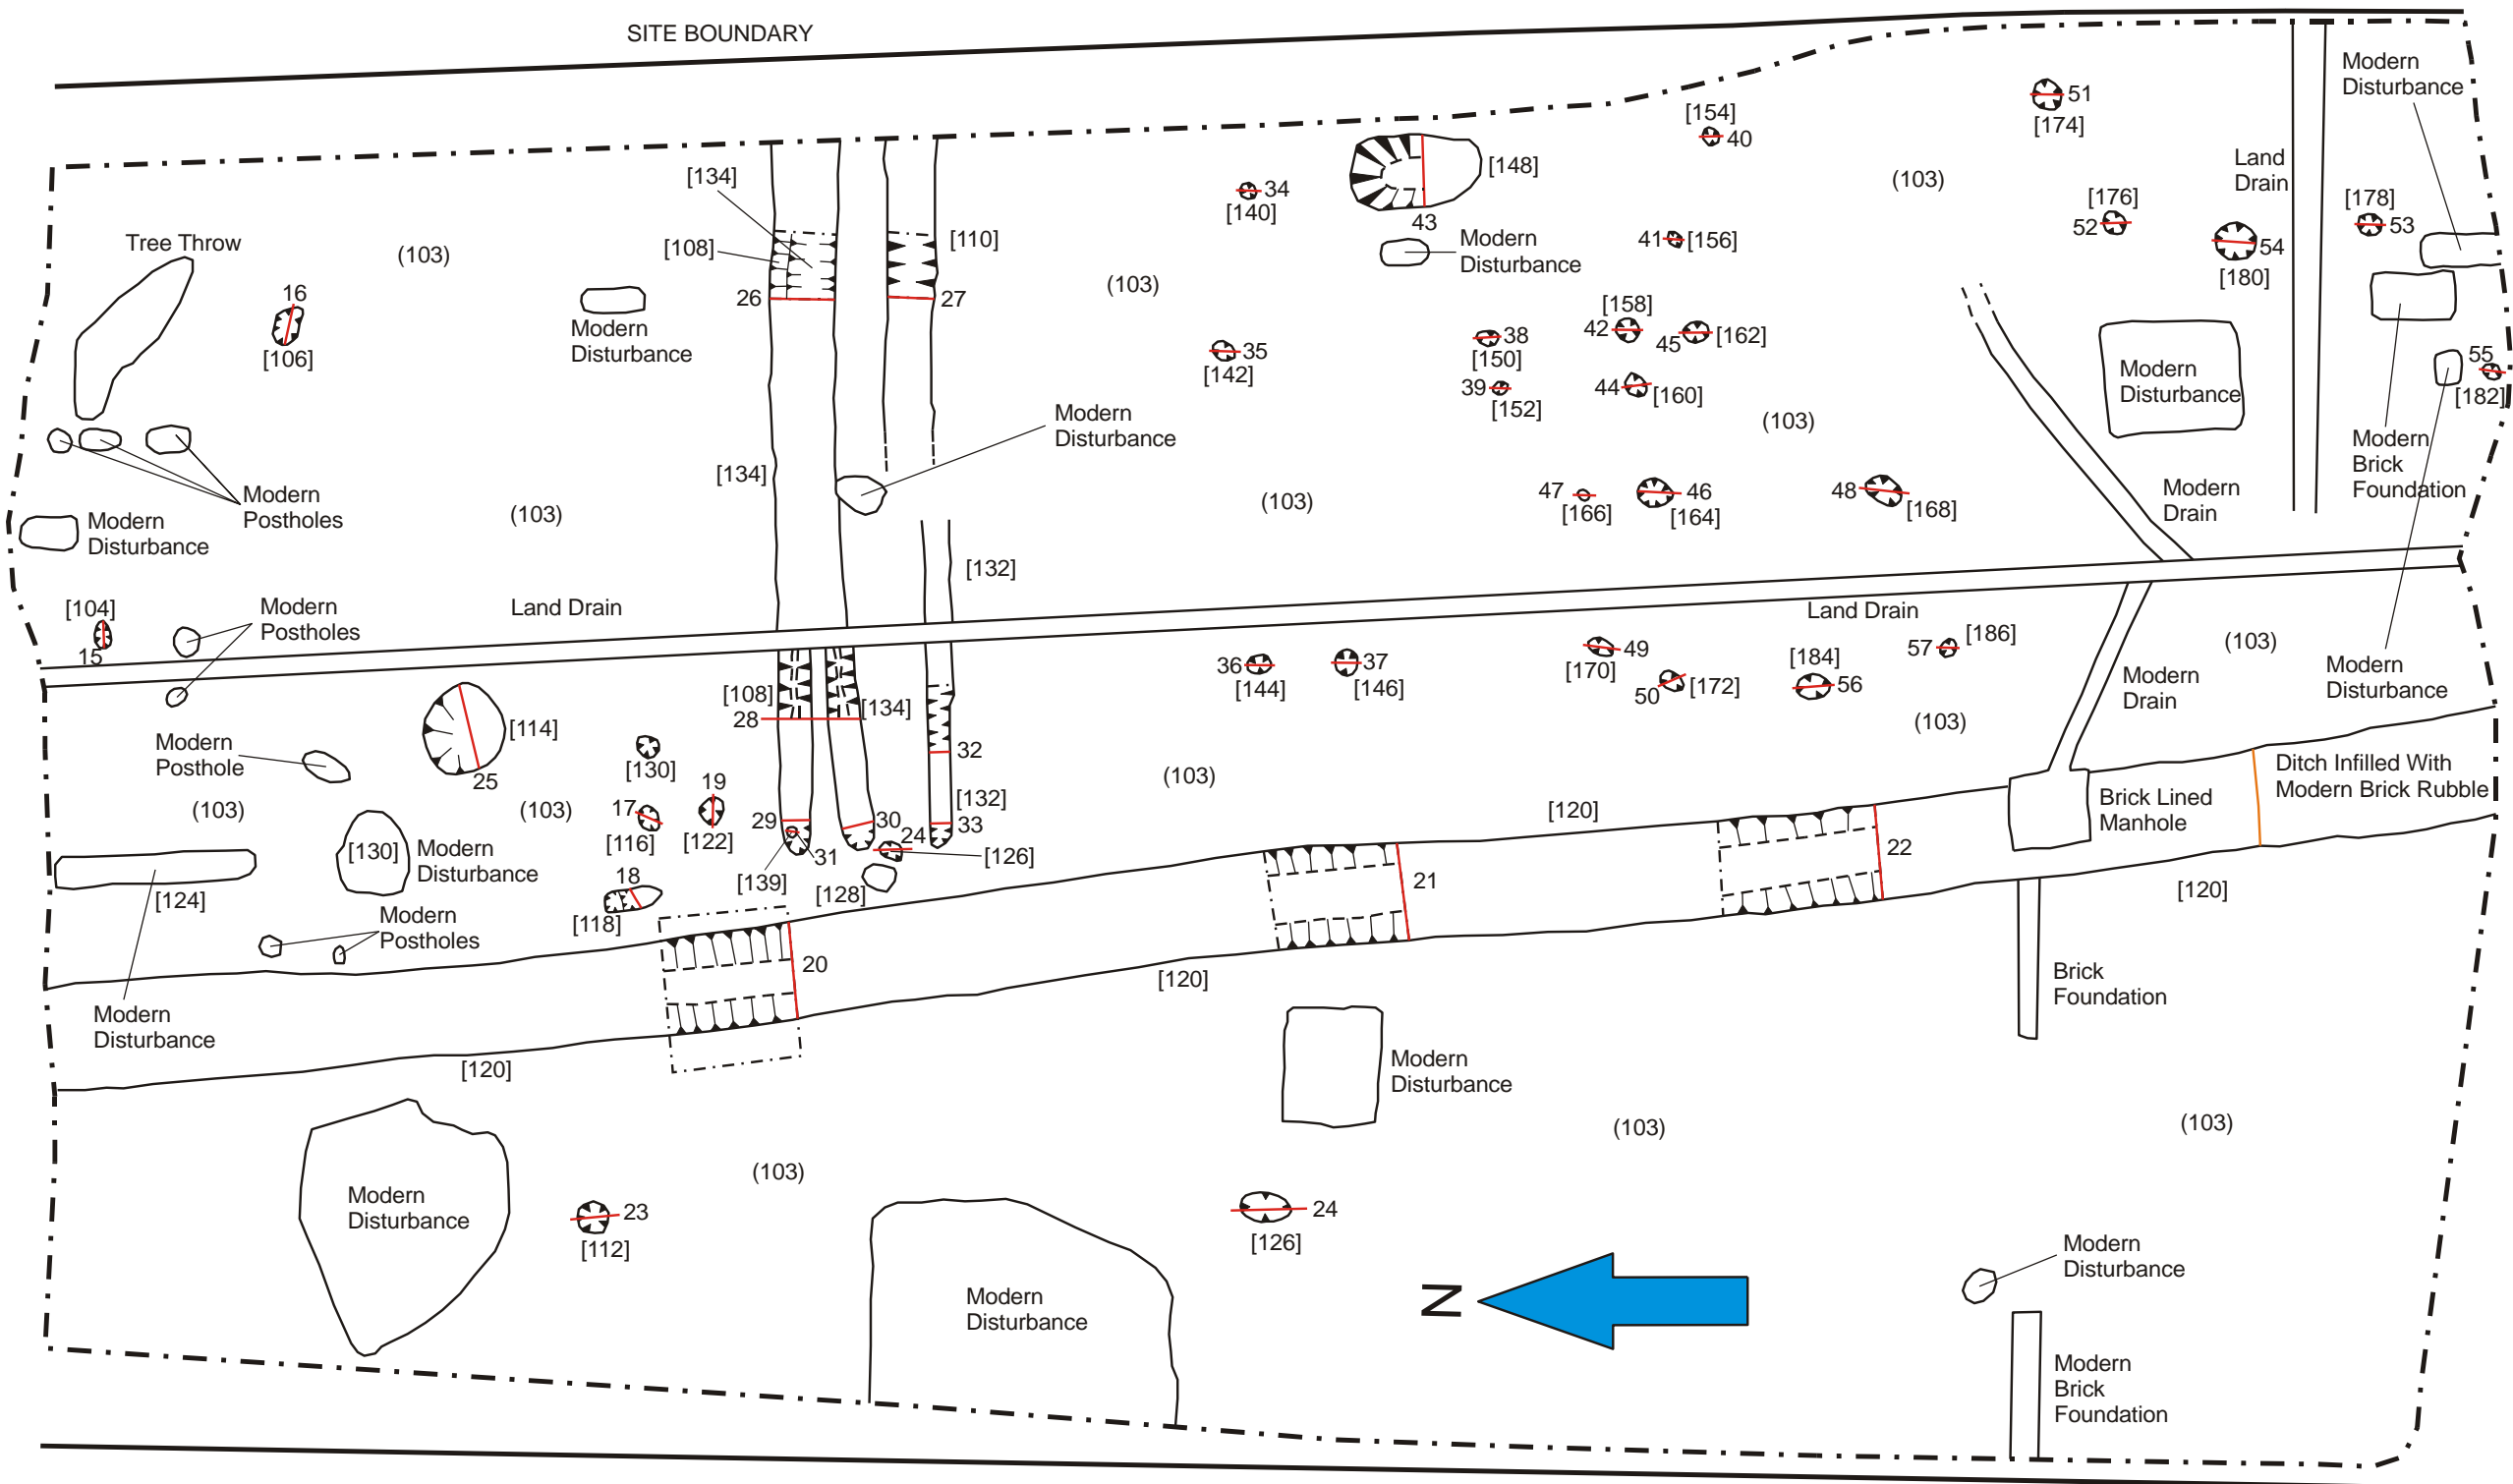 SITE BOUNDARY
Modern
Disturbance
51
[174]
[154]
40
[134]
34
[140]
[148]
43
(103)
Land
Drain
[176]
52
[178]
53
Tree Throw
(103)
[108]
[110]
Modern
Disturbance
41
[156]
54
[180]
16
[106]
Modern
Disturbance
26
27
(103)
35
[142]
38
[150]
39
[152]
[158]
42
45
[162]
44
[160]
Modern
Disturbance
55
[182]
Modern
Disturbance
(103)
Modern
Brick
Foundation
[134]
Modern
Postholes
Modern
Disturbance
(103)
(103)
47
[166]
46
[164]
48
[168]
Modern
Drain
[132]
[104]
15
Modern
Postholes
Land Drain
Land Drain
36
[144]
37
[146]
49
[170]
50
[172]
[184]
56
57
[186]
(103)
Modern
Drain
Modern
Disturbance
[108]
28
[134]
[114]
25
32
(103)
Modern
Posthole
(103)
(103)
[130]
19
17
[116]
[122]
29
30
24
31
[139]
[132]
33
[126]
[128]
(103)
[120]
Ditch Infilled With
Modern Brick Rubble
Brick Lined
Manhole
[130]
Modern
Disturbance
[124]
18
[118]
21
22
[120]
Modern
Postholes
20
[120]
Brick
Foundation
Modern
Disturbance
[120]
Modern
Disturbance
(103)
(103)
(103)
Modern
Disturbance
23
[112]
24
[126]
Modern
Disturbance
N
Modern
Disturbance
Modern
Brick
Foundation